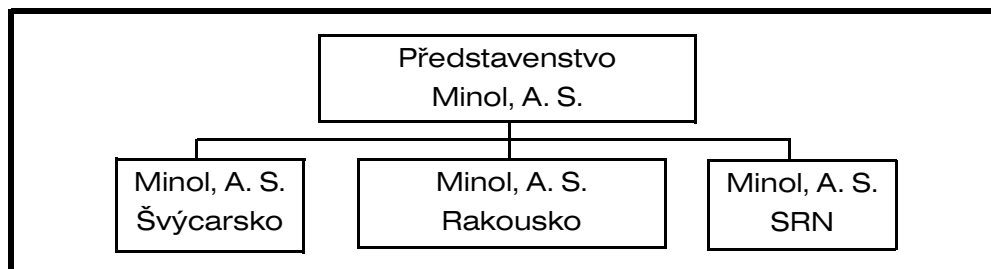 Představenstvo
Minol, A. S.
Minol, A. S.
Švýcarsko
Minol, A. S.
Rakousko
Minol, A. S.
SRN